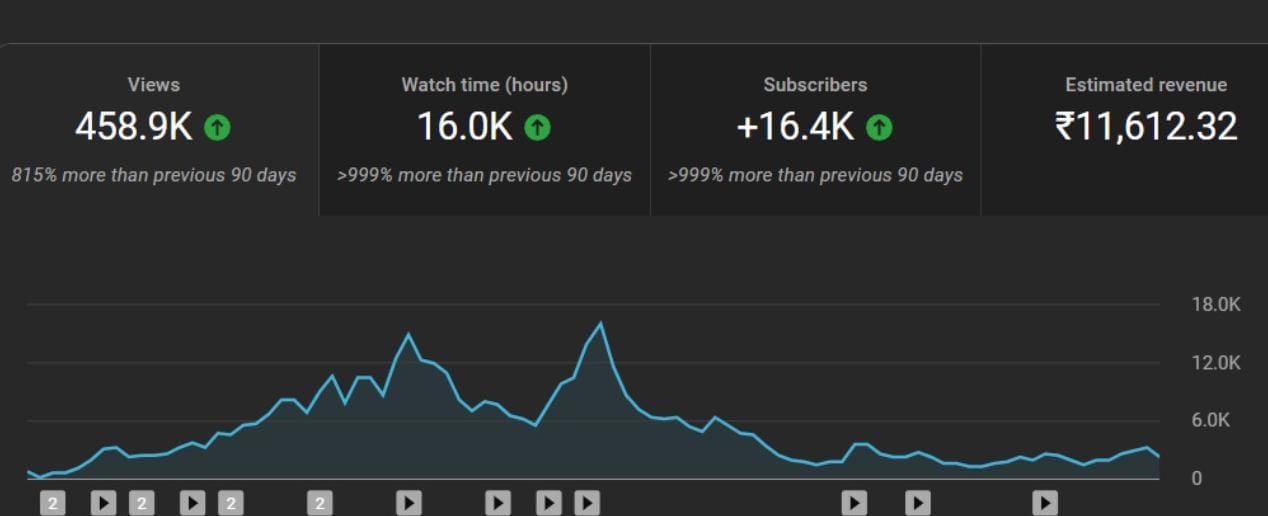 Views
458.9K
815% more than previous 90 days
Watch time (hours)
16.0K
>999% more than previous 90 days
Subscribers
+16.4K
>999% more than previous 90 days
Estimated revenue
₹11,612.32
18.0K
12.0K
6.0K
0
2
2
2
2